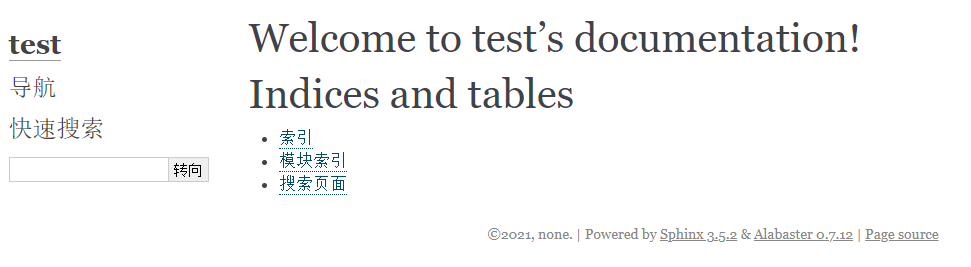 test
导航
快速搜索
转向
Welcome to test’s documentation!
Indices and tables
索引
模块索引
搜索页面
©2021, none. | Powered by Sphinx 3.5.2 & Alabaster 0.7.12 | Page source